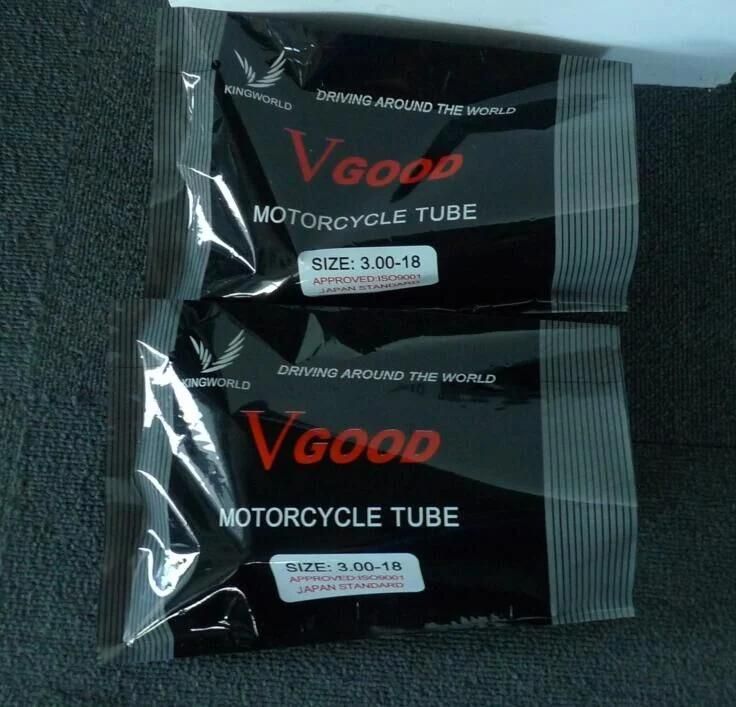 KINGWORLD
DRIVING AROUND THE WORLD
VGOOD
MOTORCYCLE TUBE
SIZE: 3.00-18
APPROVED:ISO9001
JAPAN STANDARD
KINGWORLD
DRIVING AROUND THE WORLD
VGOOD
MOTORCYCLE TUBE
SIZE: 3.00-18
APPROVED:ISO9001
JAPAN STANDARD